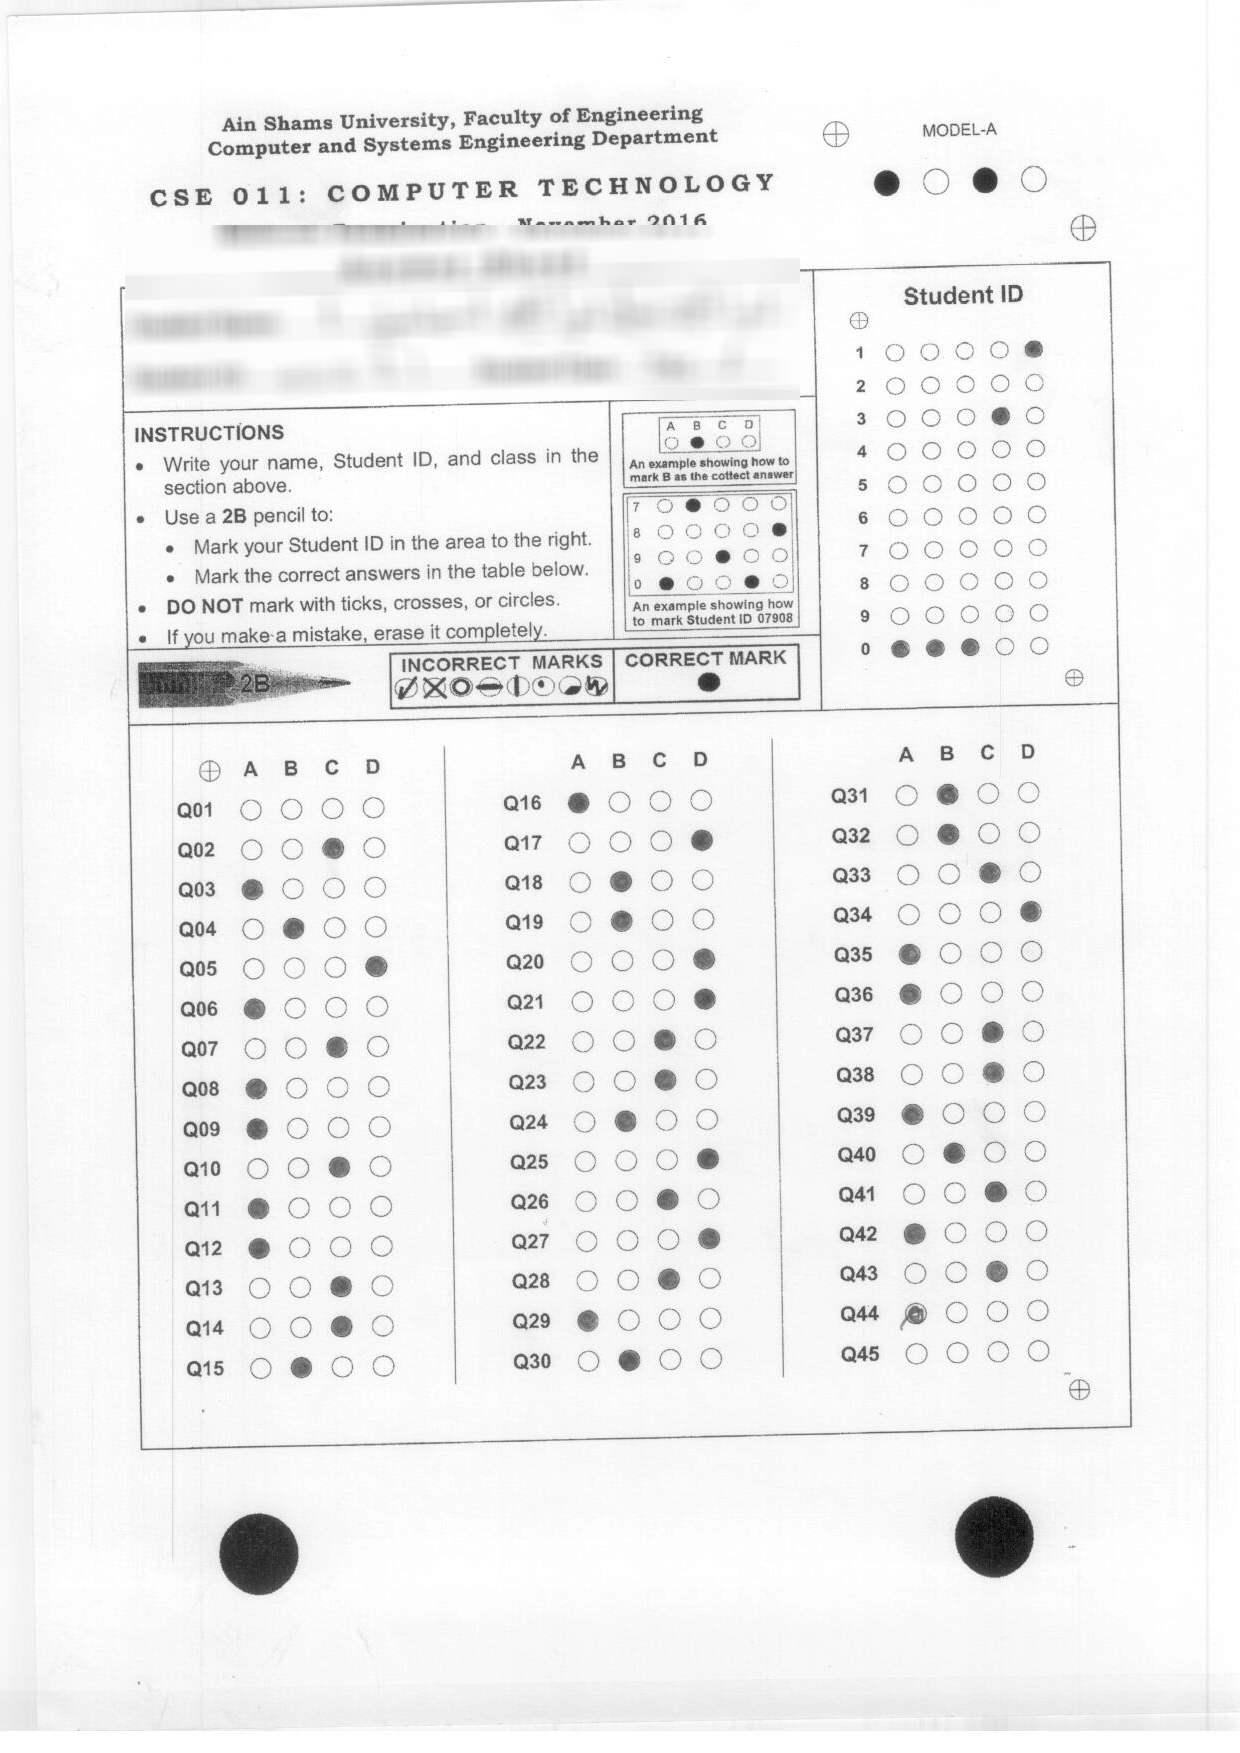 Ain Shams University, Faculty of Engineering
Computer and Systems Engineering Department
CSE 011: COMPUTER TECHNOLOGY
November 2016
MODEL-A
Student ID
1
2
3
4
5
6
7
8
9
0
INSTRUCTIONS
• Write your name, Student ID, and class in the
section above.
• Use a 2B pencil to:
• Mark your Student ID in the area to the right.
• Mark the correct answers in the table below.
• DO NOT mark with ticks, crosses, or circles.
• If you make a mistake, erase it completely.
A B C D
An example showing how to
mark B as the cottect answer
7
8
9
0
An example showing how
to mark Student ID 07908
2B
INCORRECT MARKS
CORRECT MARK
A B C D
Q01
Q02
Q03
Q04
Q05
Q06
Q07
Q08
Q09
Q10
Q11
Q12
Q13
Q14
Q15
A B C D
Q16
Q17
Q18
Q19
Q20
Q21
Q22
Q23
Q24
Q25
Q26
Q27
Q28
Q29
Q30
A B C D
Q31
Q32
Q33
Q34
Q35
Q36
Q37
Q38
Q39
Q40
Q41
Q42
Q43
Q44
Q45